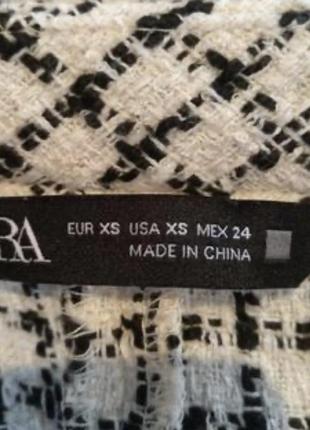 RA
EUR XS USA XS MEX 24
MADE IN CHINA